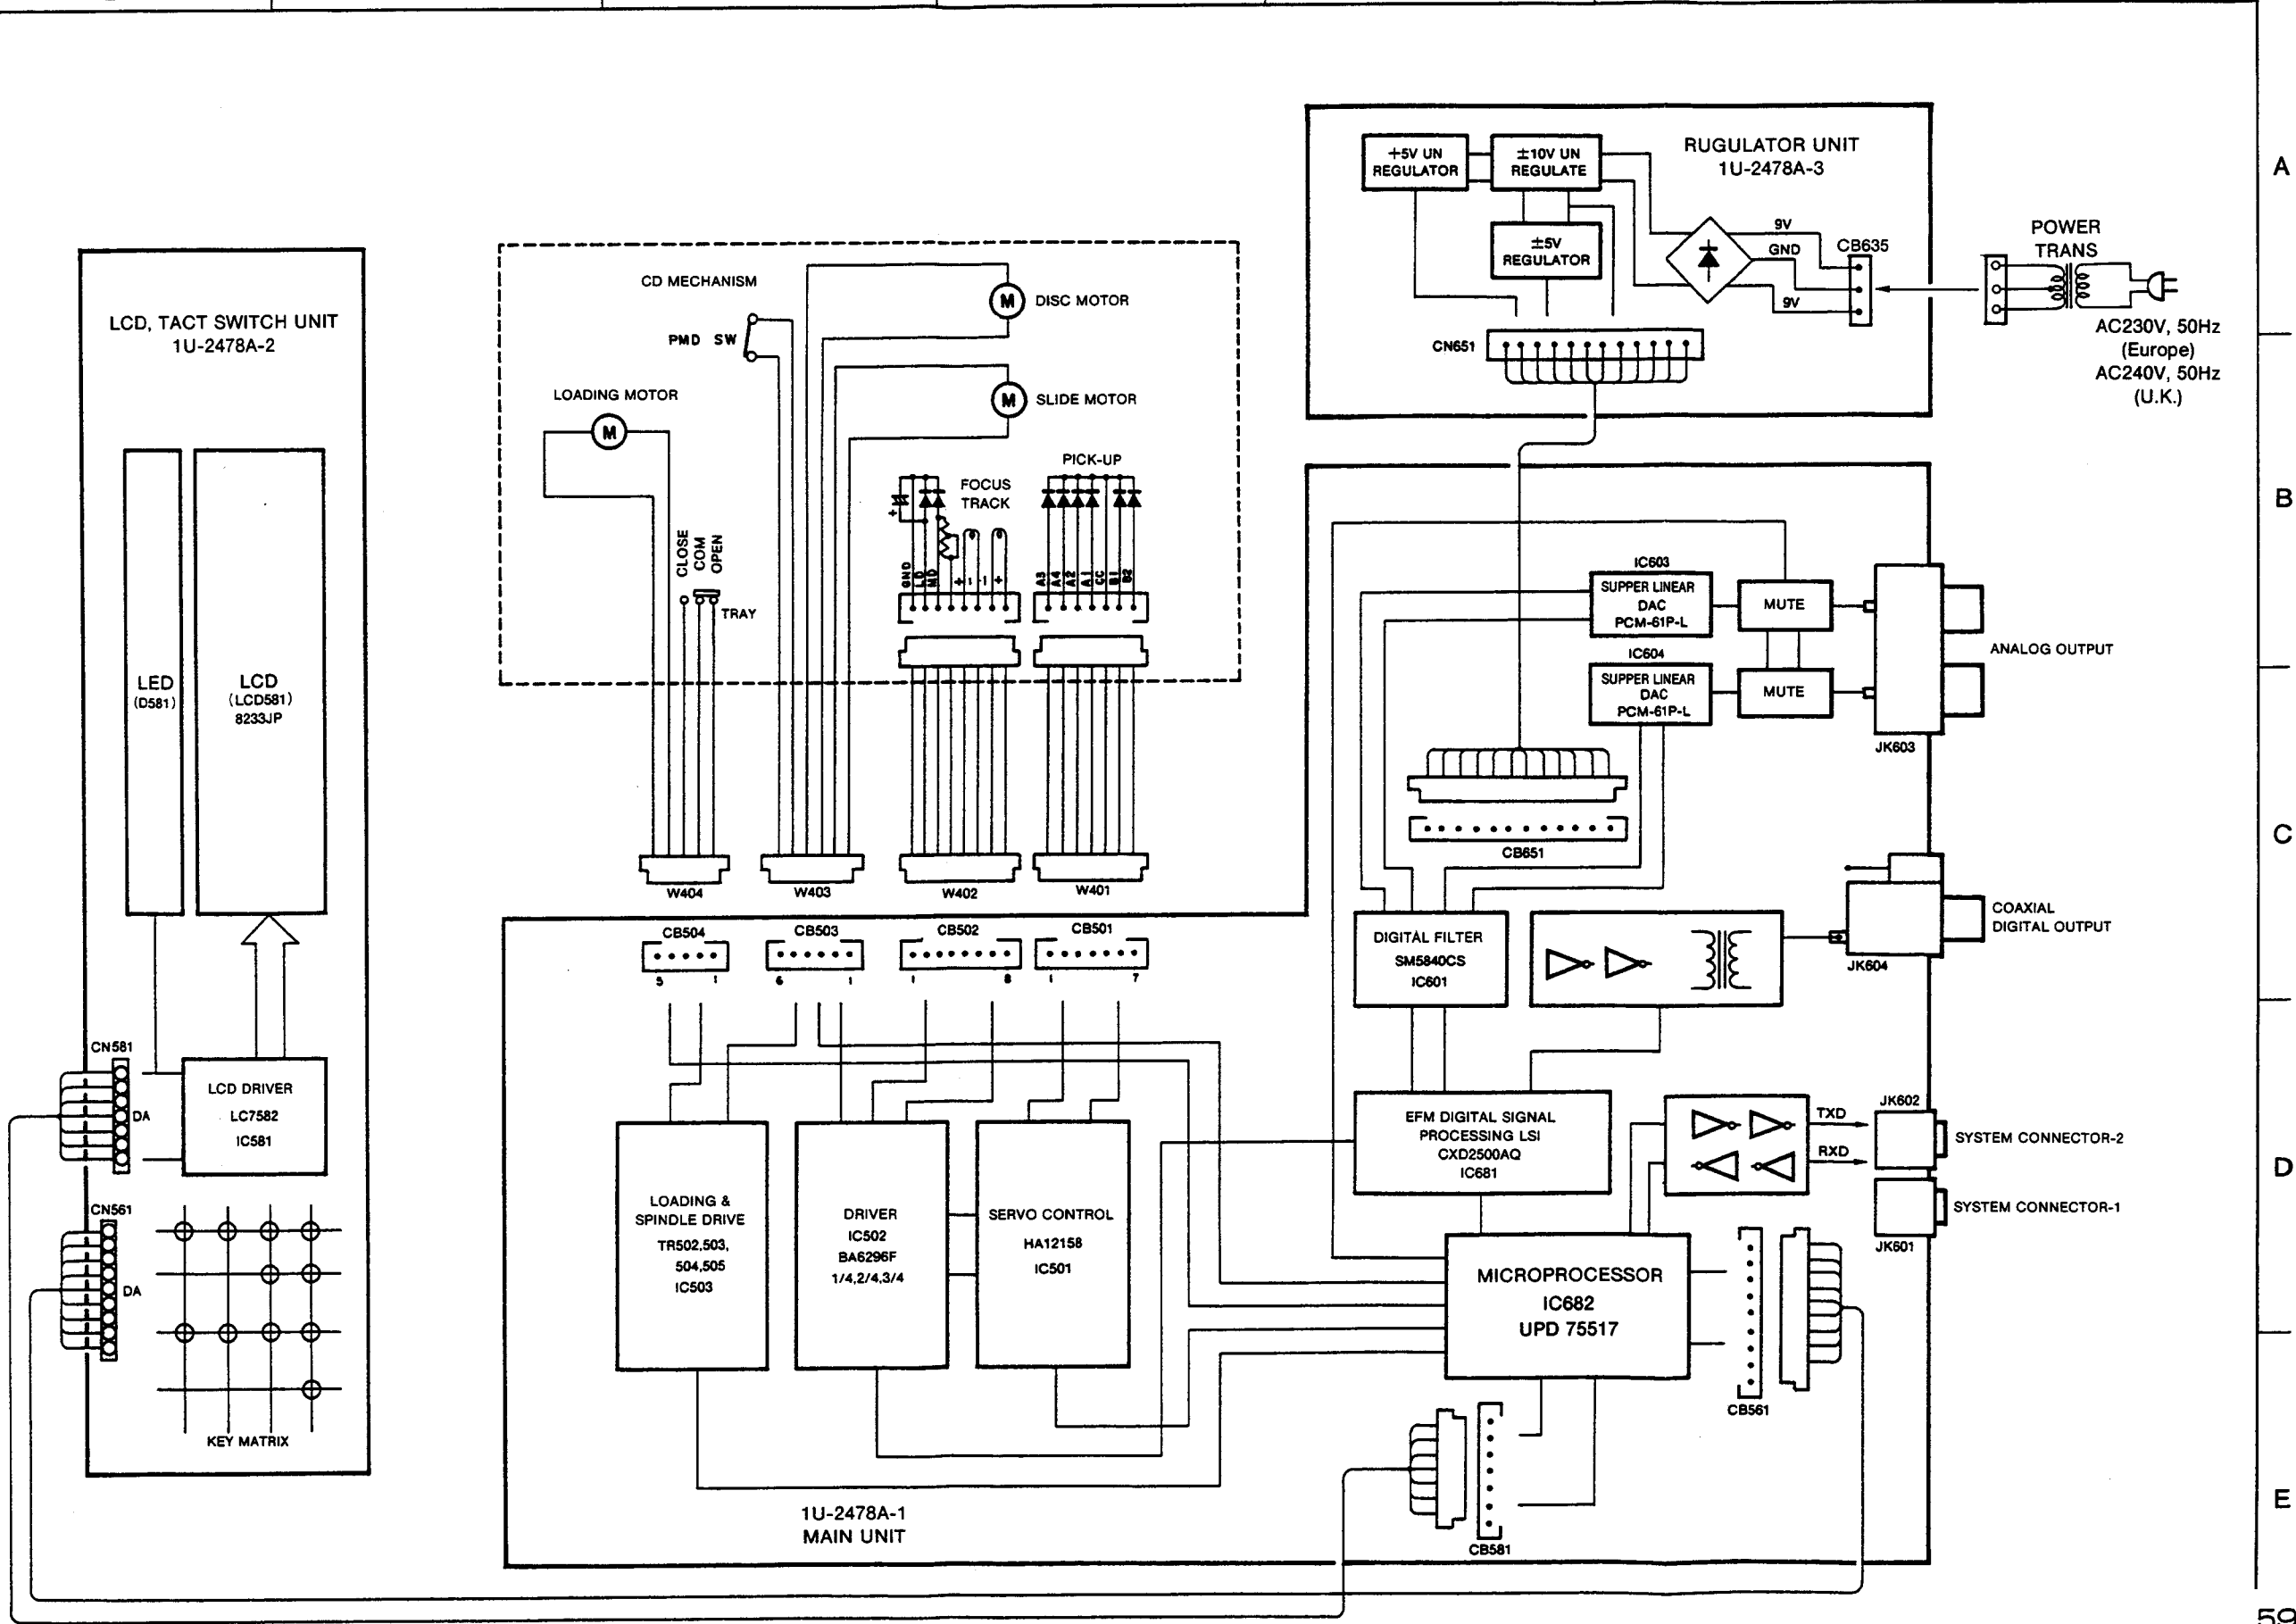 RUGULATOR UNIT
1U-2478A-3
+5V UN
REGULATOR
±10V UN
REGULATE
±5V
REGULATOR
9V
GND
9V
CB635
CN651
POWER
TRANS
AC230V, 50Hz
(Europe)
AC240V, 50Hz
(U.K.)
A
B
C
D
E
LCD, TACT SWITCH UNIT
1U-2478A-2
LED
(D581)
LCD
(LCD581)
8233JP
CN581
DA
LCD DRIVER
LC7582
IC581
CN561
DA
KEY MATRIX
CD MECHANISM
PMD SW
M
DISC MOTOR
M
SLIDE MOTOR
LOADING MOTOR
M
CLOSE
COM
OPEN
TRAY
FOCUS
TRACK
PICK-UP
+
GND
LD
MD
+
-
-
+
A3
A4
A2
A1
CC
B1
B2
W404
W403
W402
W401
CB504
5
1
CB503
6
1
CB502
1
8
CB501
1
7
LOADING &
SPINDLE DRIVE
TR502,503,
504,505
IC503
DRIVER
IC502
BA6296F
1/4,2/4,3/4
SERVO CONTROL
HA12158
IC501
1U-2478A-1
MAIN UNIT
IC603
SUPPER LINEAR
DAC
PCM-61P-L
MUTE
IC604
SUPPER LINEAR
DAC
PCM-61P-L
MUTE
ANALOG OUTPUT
JK603
CB651
DIGITAL FILTER
SM5840CS
IC601
COAXIAL
DIGITAL OUTPUT
JK604
EFM DIGITAL SIGNAL
PROCESSING LSI
CXD2500AQ
IC681
TXD
RXD
JK602
SYSTEM CONNECTOR-2
SYSTEM CONNECTOR-1
JK601
MICROPROCESSOR
IC682
UPD 75517
CB561
CB581